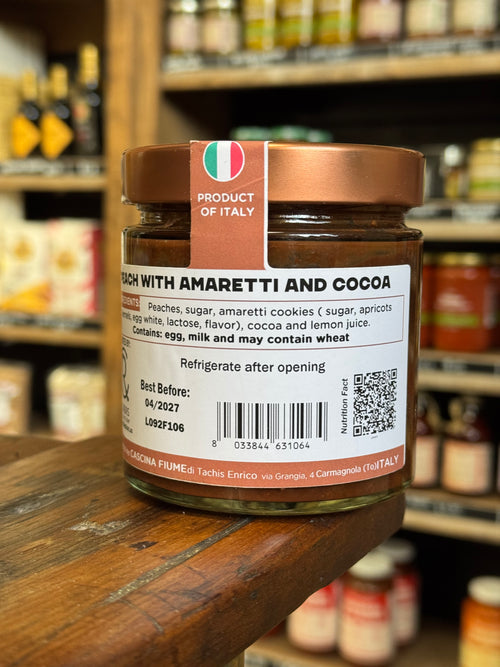 PRODUCT
OF ITALY
PEACH WITH AMARETTI AND COCOA
Peaches, sugar, amaretti cookies ( sugar, apricots
egg white, lactose, flavor), cocoa and lemon juice.
Contains: egg, milk and may contain wheat
Refrigerate after opening
Best Before:
04/2027
L092F106
Nutrition Fact
8 033844 631064
CASCINA FIUME di Tachis Enrico via Grangia, 4 Carmagnola (To) ITALY